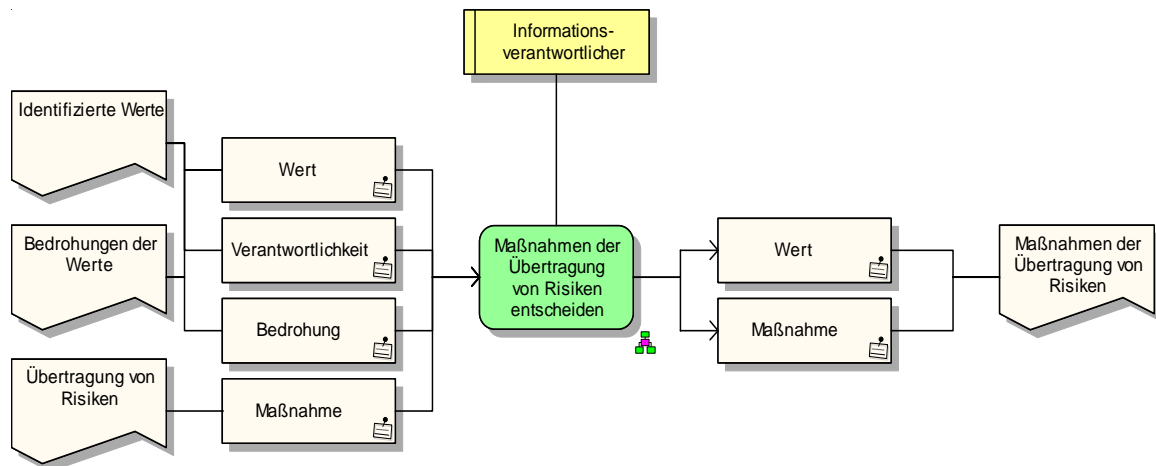 Informations-
verantwortlicher
Identifizierte Werte
Bedrohungen der
Werte
Übertragung von
Risiken
Wert
Verantwortlichkeit
Bedrohung
Maßnahme
Maßnahmen der
Übertragung
von Risiken
entscheiden
Wert
Maßnahme
Maßnahmen der
Übertragung von
Risiken